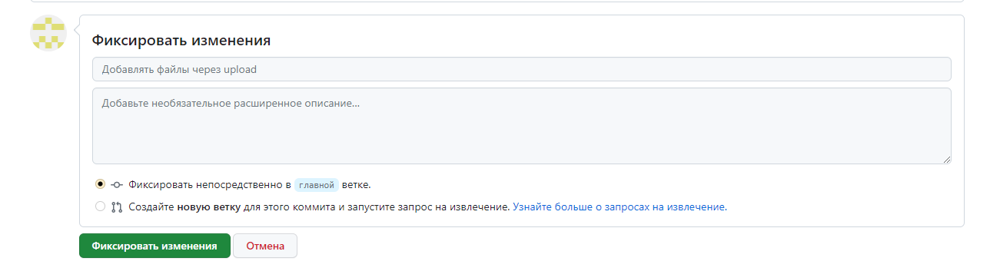 Фиксировать изменения
Добавлять файлы через upload
Добавьте необязательное расширенное описание...
Фиксировать непосредственно в главной ветке.
Создайте новую ветку для этого коммита и запустите запрос на извлечение. Узнайте больше о запросах на извлечение.
Фиксировать изменения Отмена